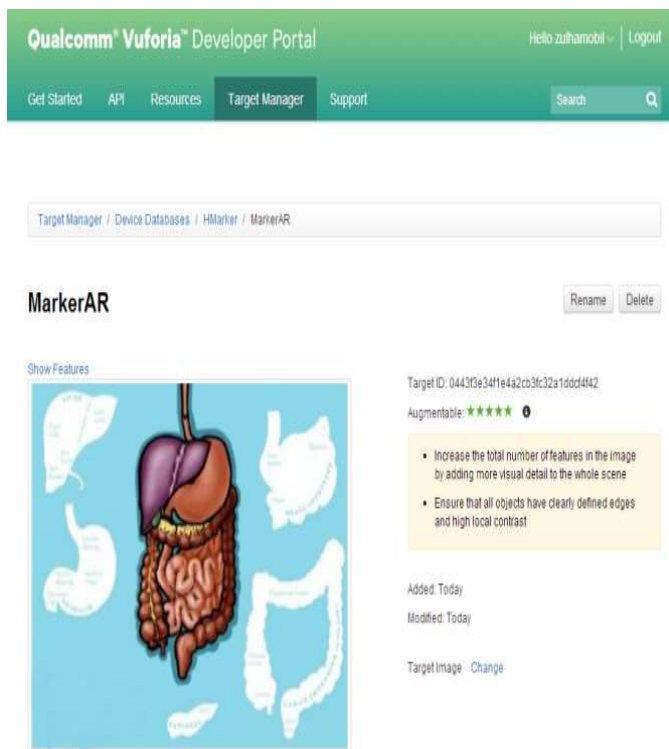 Qualcomm® Vuforia™ Developer Portal
Hello zulhamobil | Logout
Get Started API Resources Target Manager Support
Search
Target Manager / Device Databases / HMarker / MarkerAR
MarkerAR
Rename Delete
Show Features
Target ID: 0443f3e34f1e4a2cb3fc32a1ddcf4f42
Augmentable: ★★★★★
Increase the total number of features in the image
by adding more visual detail to the whole scene
Ensure that all objects have clearly defined edges
and high local contrast
Added: Today
Modified: Today
Target Image Change